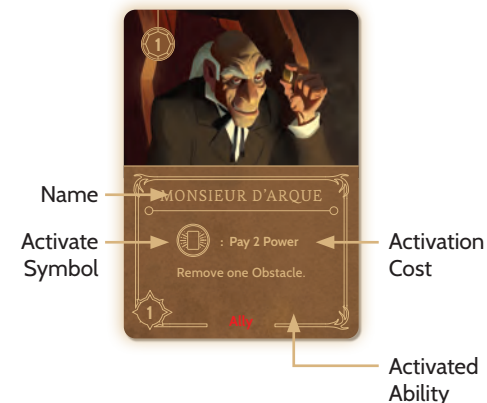 1
MONSIEUR D'ARQUE
Name
Activate
Symbol
: Pay 2 Power
Activation
Cost
Remove one Obstacle.
1
Ally
Activated
Ability